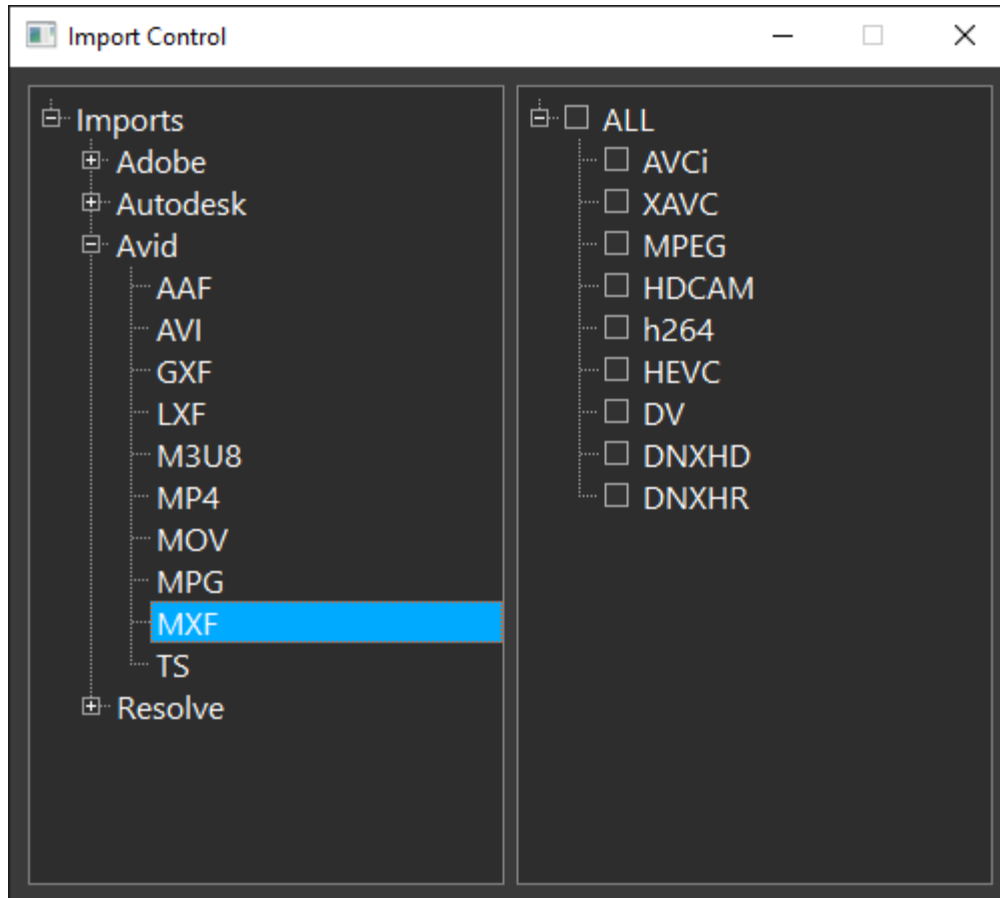 Import Control
Imports
Adobe
Autodesk
Avid
AAF
AVI
GXF
LXF
M3U8
MP4
MOV
MPG
MXF
TS
Resolve
ALL
AVCi
XAVC
MPEG
HDCAM
h264
HEVC
DV
DNXHD
DNXHR